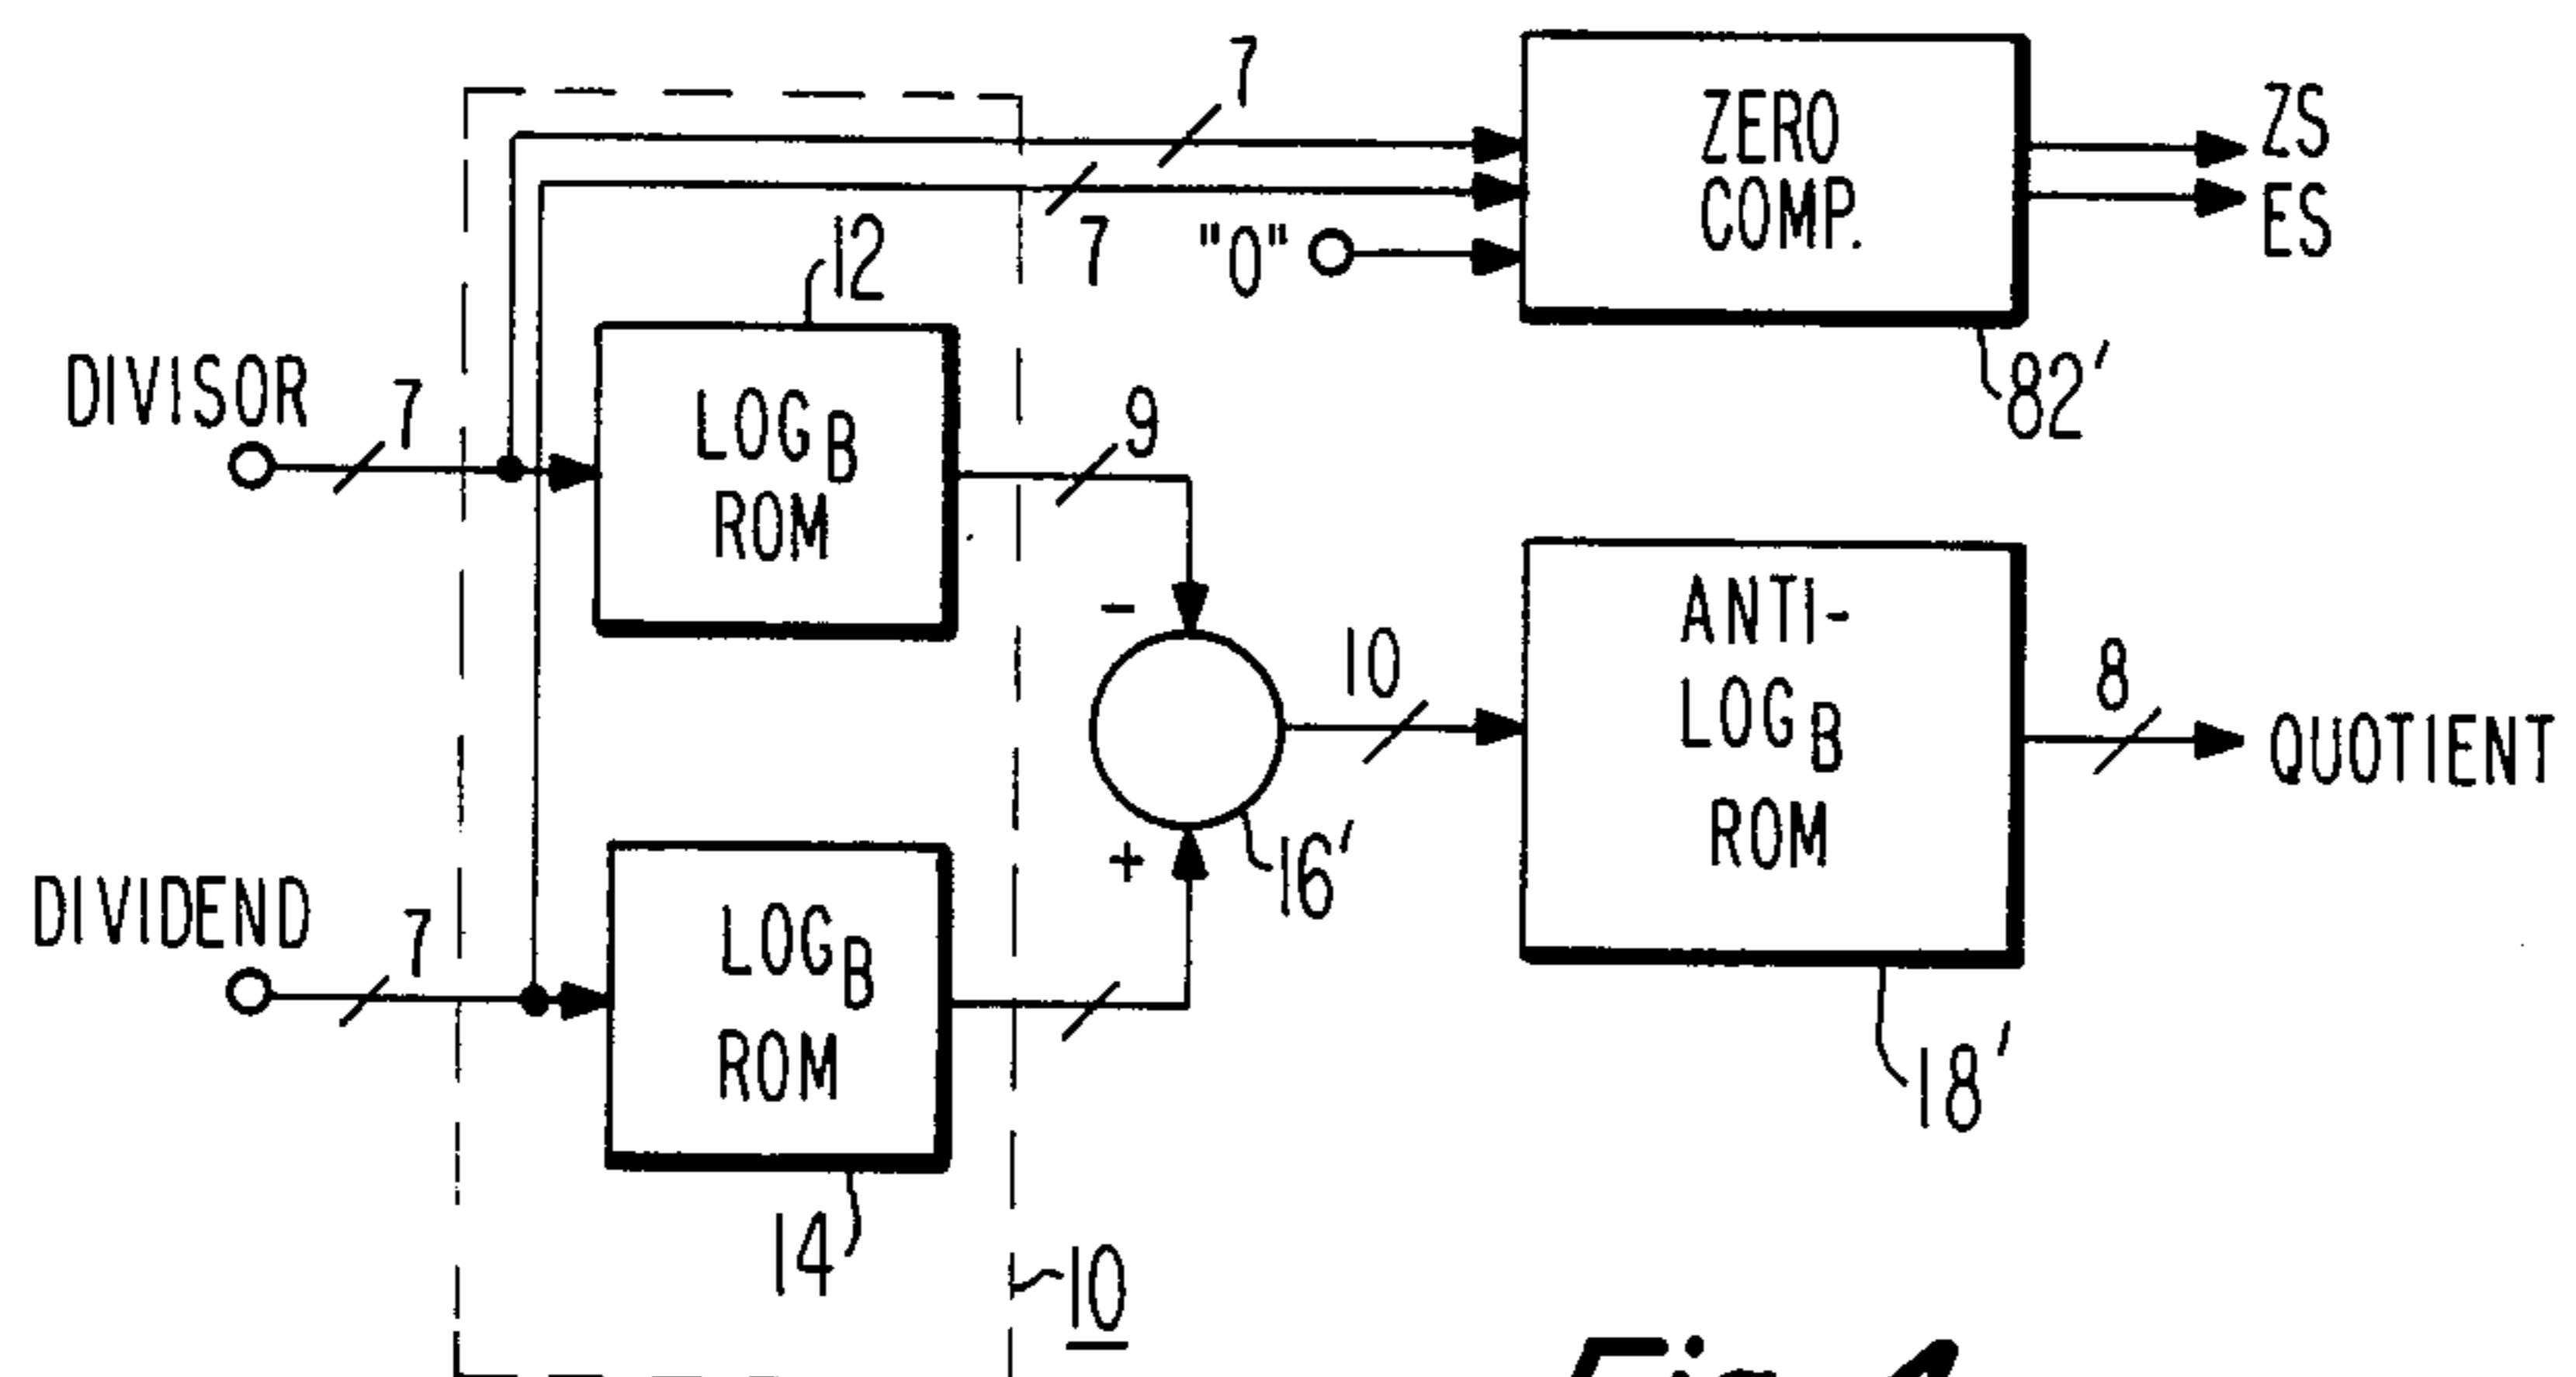 7
ZERO
COMP.
ZS
ES
7
"0"
82'
12
DIVISOR
7
LOG B
ROM
9
-
+
16'
10
ANTI-
LOG B
ROM
8
QUOTIENT
18'
DIVIDEND
7
LOG B
ROM
14
10